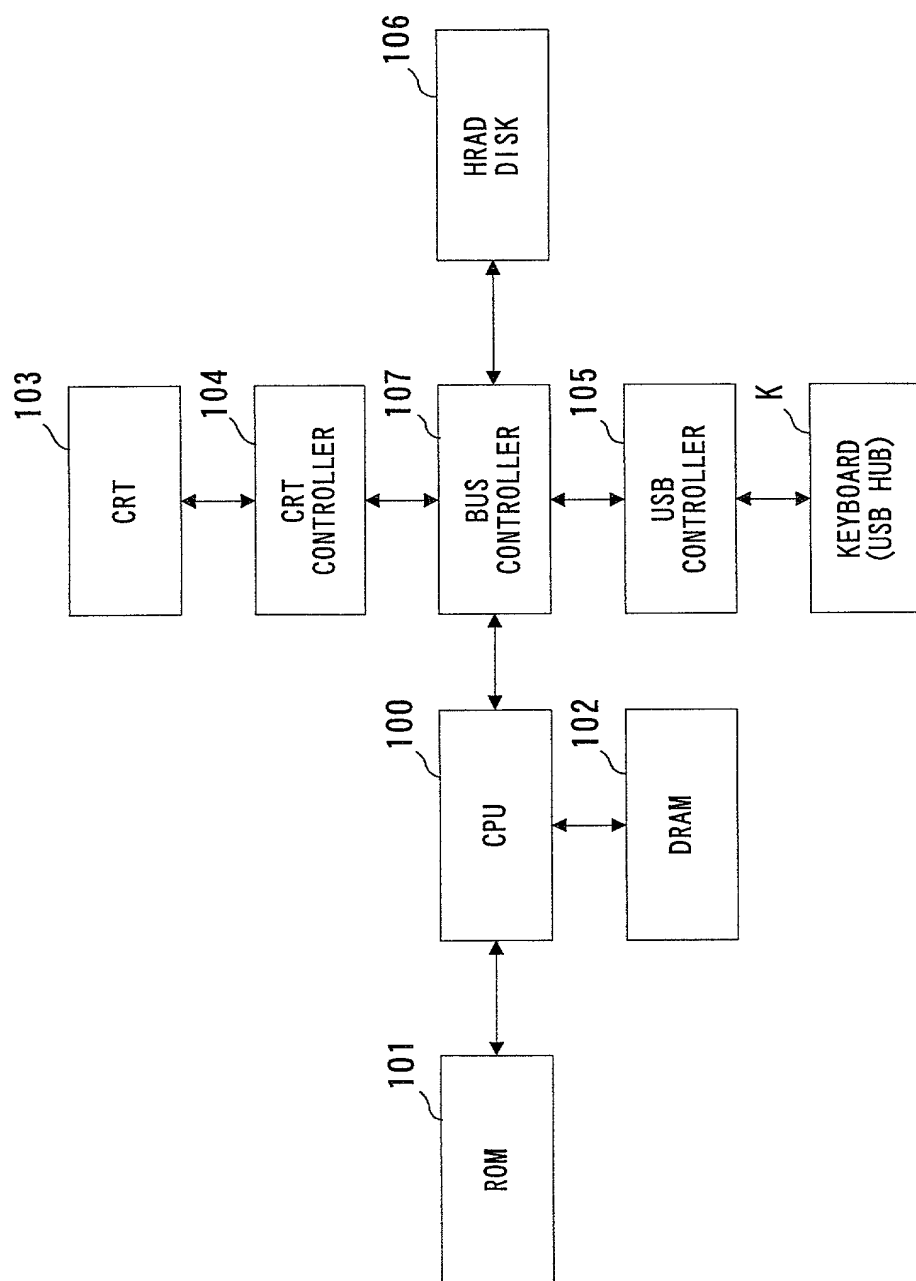 103
CRT
104
CRT
CONTROLLER
101
ROM
100
CPU
107
BUS
CONTROLLER
106
HRAD
DISK
102
DRAM
105
USB
CONTROLLER
K
KEYBOARD
(USB HUB)